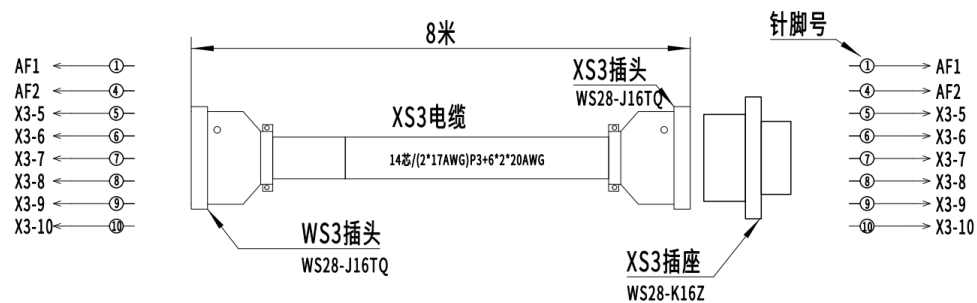 8米
针脚号
AF1 ① ① AF1
AF2 ④ ④ AF2
X3-5 ⑤ ⑤ X3-5
X3-6 ⑥ ⑥ X3-6
X3-7 ⑦ ⑦ X3-7
X3-8 ⑧ ⑧ X3-8
X3-9 ⑨ ⑨ X3-9
X3-10 ⑩ ⑩ X3-10
XS3插头
WS28-J16TQ
XS3电缆
14芯/(2*17AWG)P3+6*2*20AWG
WS3插头
WS28-J16TQ
XS3插座
WS28-K16Z